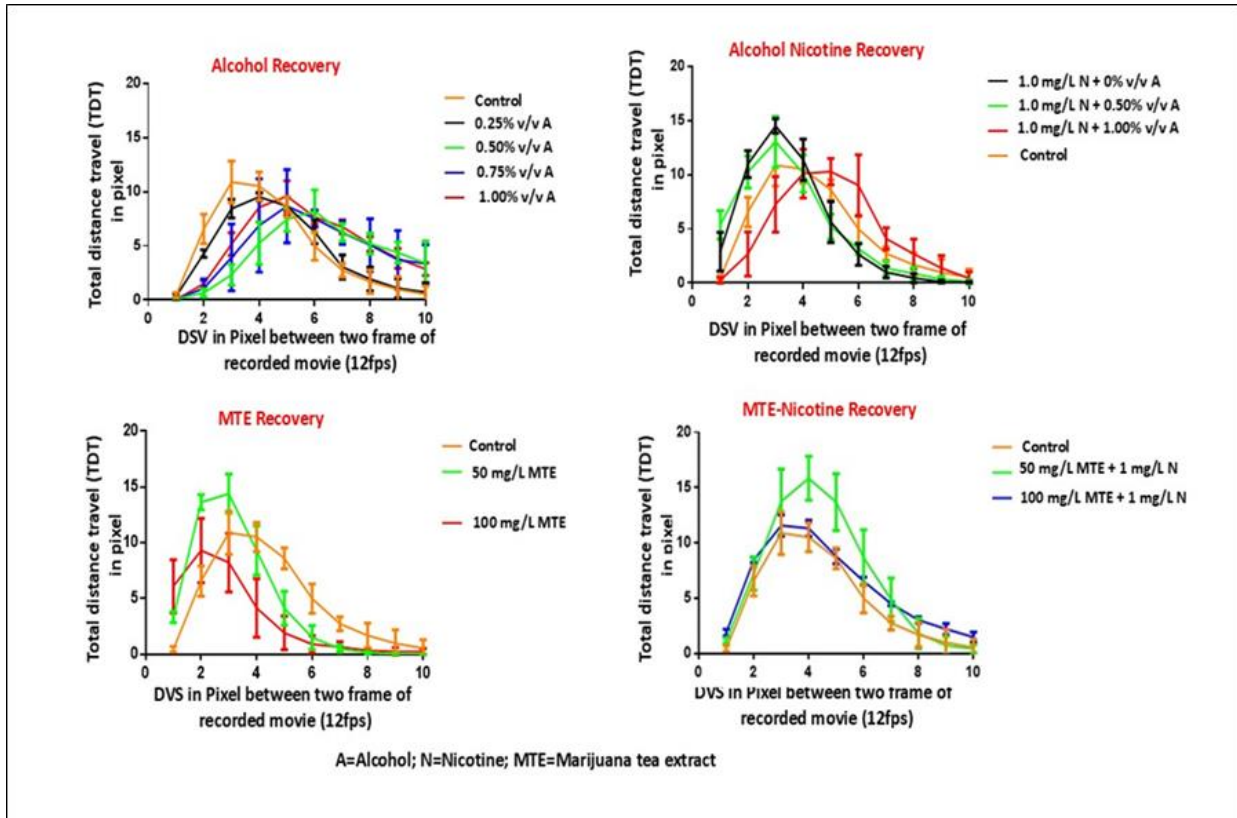 Alcohol Recovery
Total distance travel (TDT)
in pixel
20
15
10
5
0
0 2 4 6 8 10
DSV in Pixel between two frame of
recorded movie (12fps)
Control
0.25% v/v A
0.50% v/v A
0.75% v/v A
1.00% v/v A
Alcohol Nicotine Recovery
Total distance travel (TDT)
in pixel
20
15
10
5
0
0 2 4 6 8 10
DSV in Pixel between two frame of
recorded movie (12fps)
1.0 mg/L N + 0% v/v A
1.0 mg/L N + 0.50% v/v A
1.0 mg/L N + 1.00% v/v A
Control
MTE Recovery
Total distance travel (TDT)
in pixel
20
15
10
5
0
0 2 4 6 8 10
DVS in Pixel between two frame of
recorded movie (12fps)
Control
50 mg/L MTE
100 mg/L MTE
MTE-Nicotine Recovery
Total distance travel (TDT)
in pixel
20
15
10
5
0
0 2 4 6 8 10
DVS in Pixel between two frame of
recorded movie (12fps)
Control
50 mg/L MTE + 1 mg/L N
100 mg/L MTE + 1 mg/L N
A=Alcohol; N=Nicotine; MTE=Marijuana tea extract